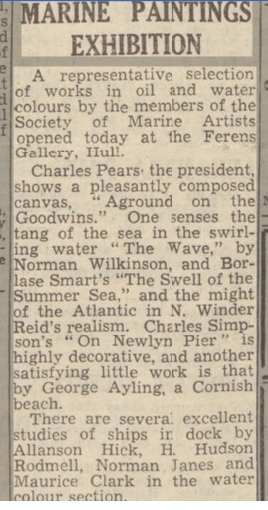 MARINE PAINTINGS
EXHIBITION
A representative selection
of works in oil and water
colours by the members of the
Society of Marire Artists
opened today at the Ferens
Gallery, Hull.
Charles Pears· the president,
shows a pleasantly composed
canvas, "Aground on the
Goodwins." One senses the
tang of the sea in the swirl-
ing water "The Wave," by
Norman Wilkinson, and Bor-
lase Smart's "The Swell of the
Summer Sea," and the might
of the Atlantic in N. Winder
Reid's realism. Charles Simp-
son's "On Newlyn Pier" is
highly decorative, and another
satisfying little work is that
by George Ayling, a Cornish
beach.
There are several excellent
studies of ships in dock by
Allanson Hick, H. Hudson
Rodmell, Norman Janes and
Maurice Clark in the water
colour section.